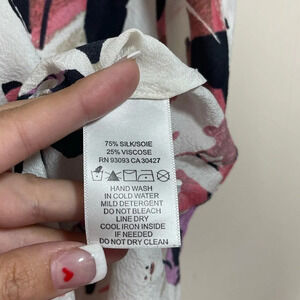 75% SILK/SOIE
25% VISCOSE
RN 93093 CA 30427
HAND WASH
IN COLD WATER
MILD DETERGENT
DO NOT BLEACH
LINE DRY
COOL IRON INSIDE
IF NEEDED
DO NOT DRY CLEAN